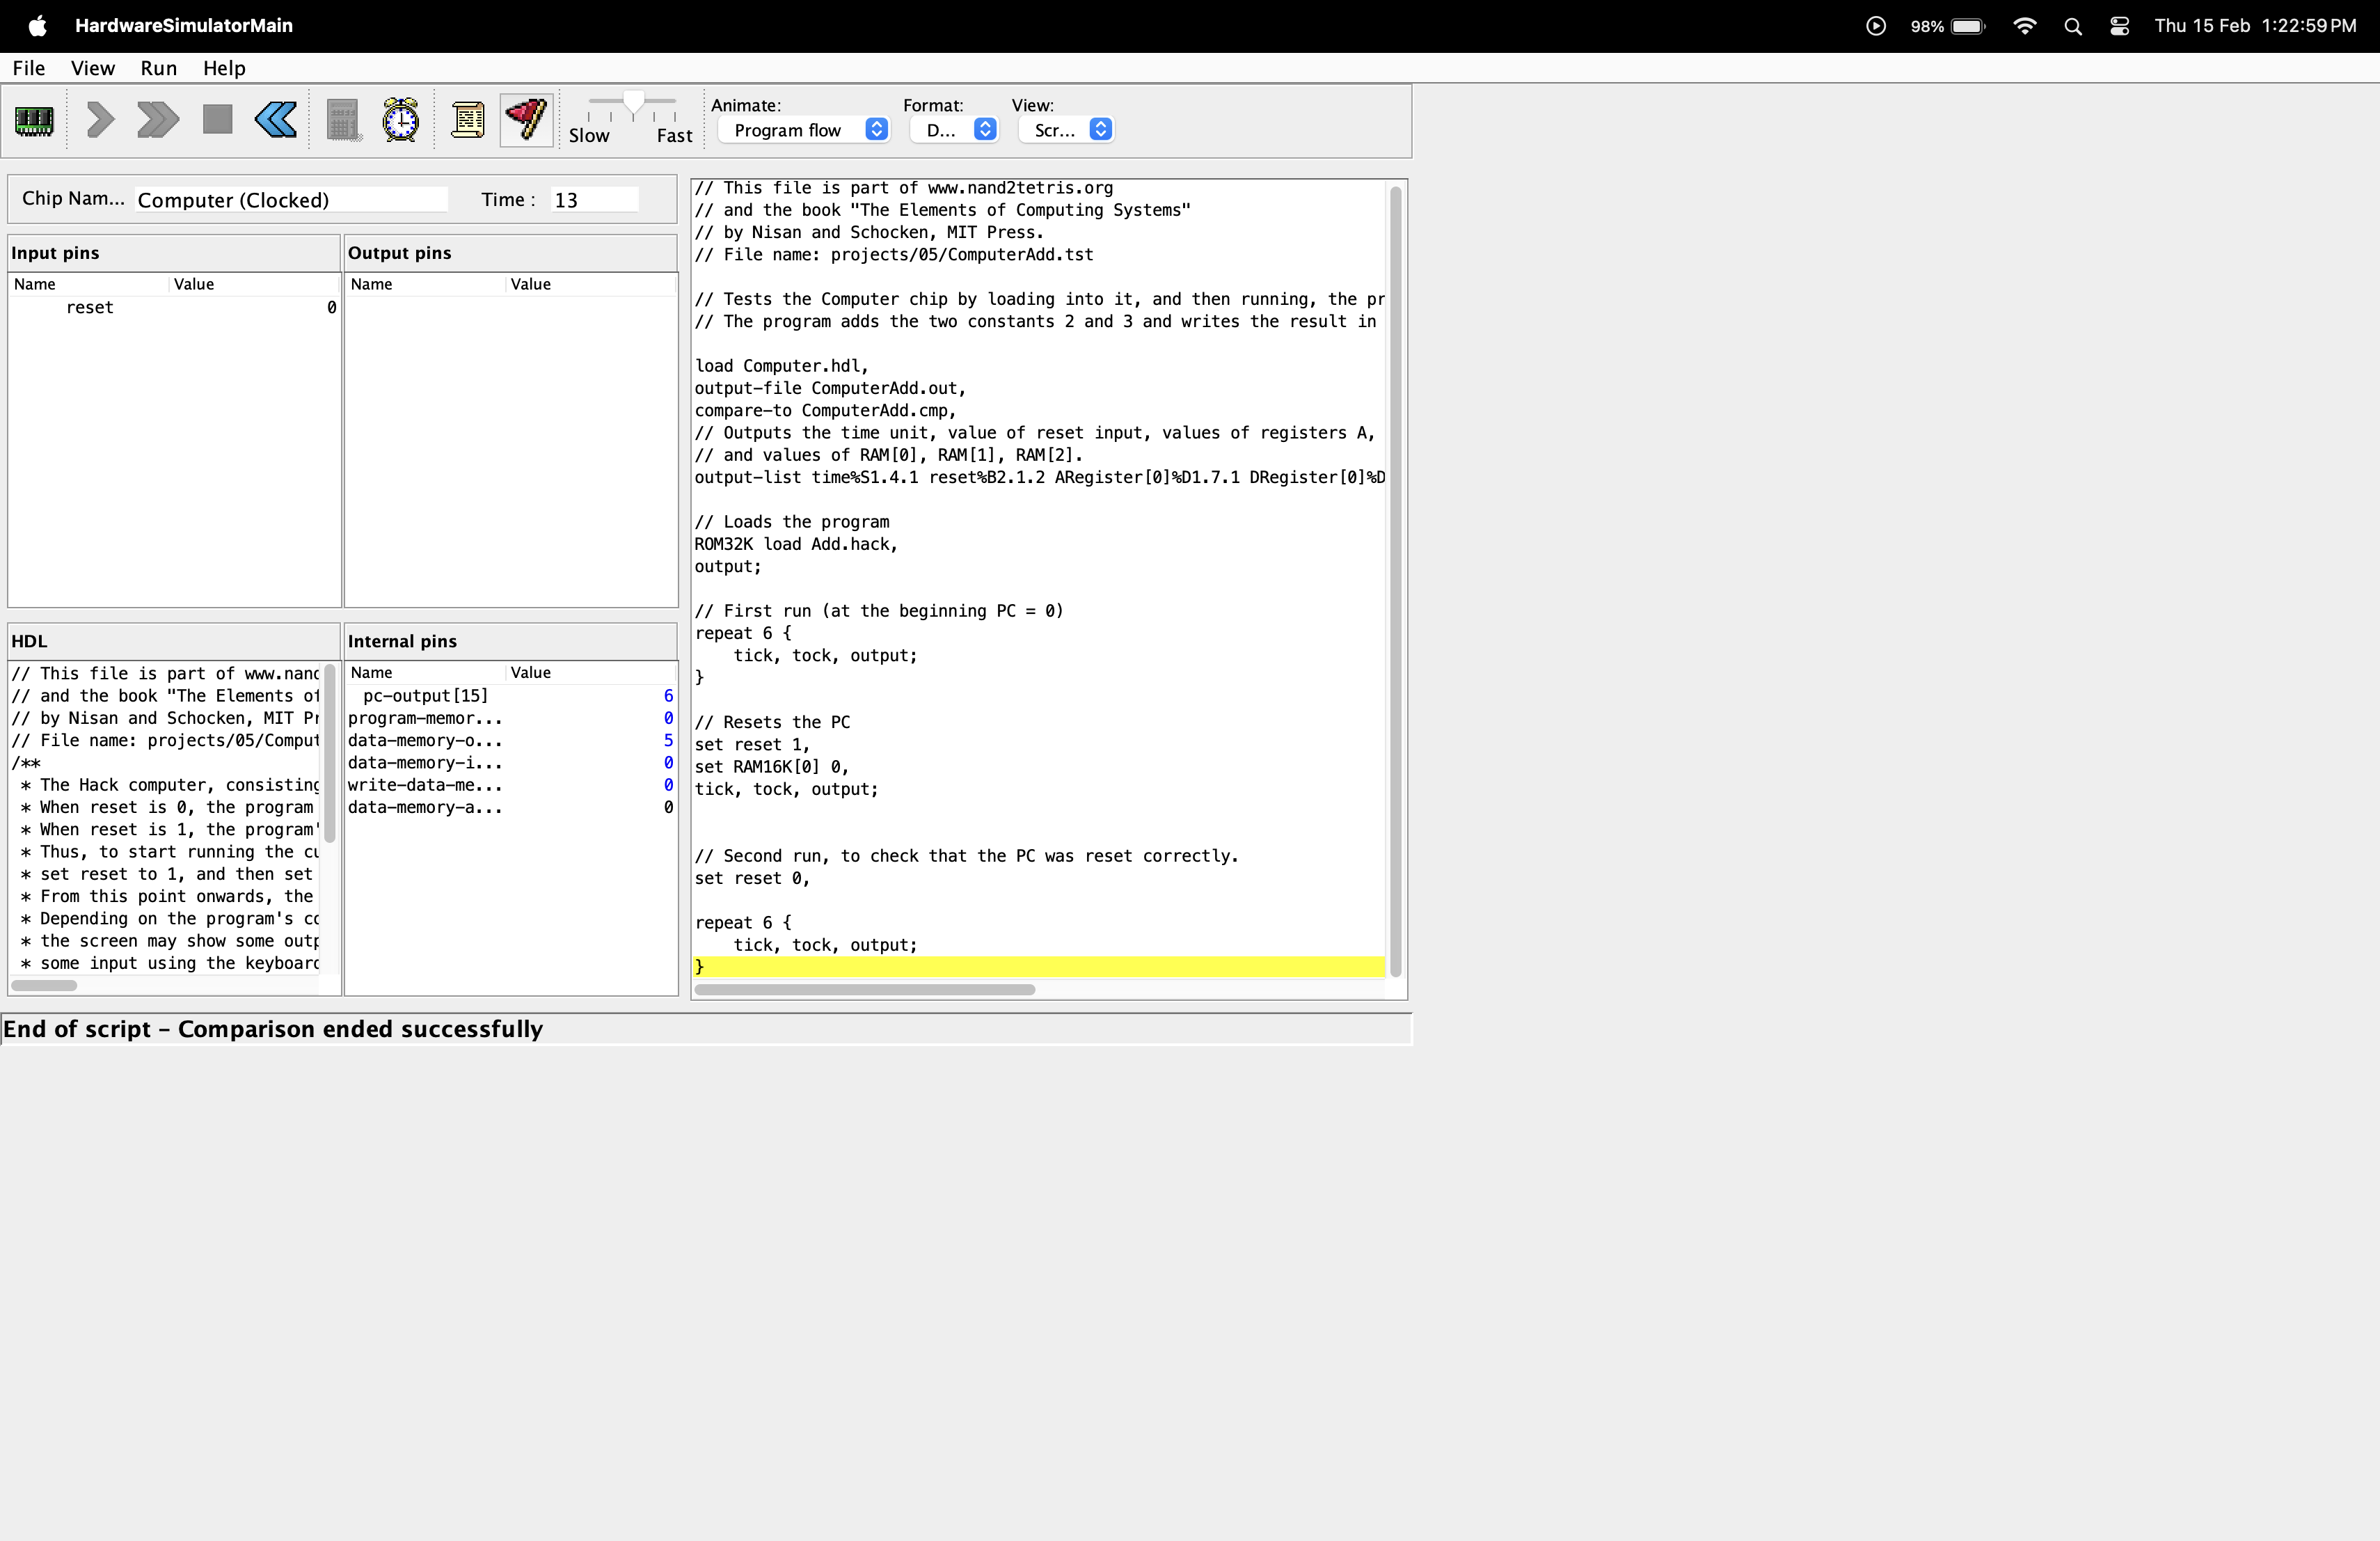 HardwareSimulatorMain
98%
Thu 15 Feb 1:22:59 PM
File View Run Help
Slow Fast
Animate:
Program flow
Format:
D...
View:
Scr...
Chip Nam... Computer (Clocked) Time : 13
Input pins
Name Value
reset 0
Output pins
Name Value
HDL
// This file is part of www.nand
// and the book "The Elements of
// by Nisan and Schocken, MIT Pr
// File name: projects/05/Comput
/**
* The Hack computer, consisting
* When reset is 0, the program
* When reset is 1, the program'
* Thus, to start running the cu
* set reset to 1, and then set
* From this point onwards, the
* Depending on the program's co
* the screen may show some outp
* some input using the keyboard
Internal pins
Name Value
pc-output[15] 6
program-memor... 0
data-memory-o... 5
data-memory-i... 0
write-data-me... 0
data-memory-a... 0
// This file is part of www.nand2tetris.org
// and the book "The Elements of Computing Systems"
// by Nisan and Schocken, MIT Press.
// File name: projects/05/ComputerAdd.tst
// Tests the Computer chip by loading into it, and then running, the pr
// The program adds the two constants 2 and 3 and writes the result in
load Computer.hdl,
output-file ComputerAdd.out,
compare-to ComputerAdd.cmp,
// Outputs the time unit, value of reset input, values of registers A,
// and values of RAM[0], RAM[1], RAM[2].
output-list time%S1.4.1 reset%B2.1.2 ARegister[0]%D1.7.1 DRegister[0]%D
// Loads the program
ROM32K load Add.hack,
output;
// First run (at the beginning PC = 0)
repeat 6 {
tick, tock, output;
}
// Resets the PC
set reset 1,
set RAM16K[0] 0,
tick, tock, output;
// Second run, to check that the PC was reset correctly.
set reset 0,
repeat 6 {
tick, tock, output;
}
End of script – Comparison ended successfully